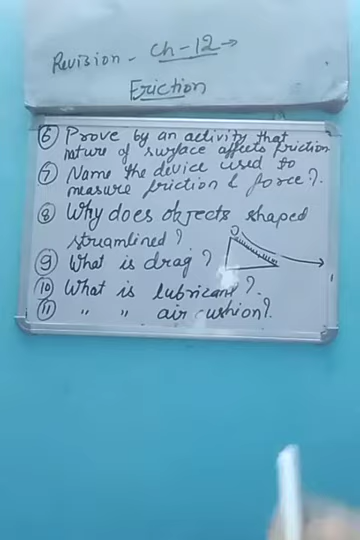 Revision - Ch-12→
Friction
⑥ Prove by an activity that
nature of surface affects friction
⑦ Name the device used to
measure friction & force?
⑧ Why does objects shaped
streamlined?
⑨ What is drag?
⑩ What is lubricant?
⑪ " " air cushion?